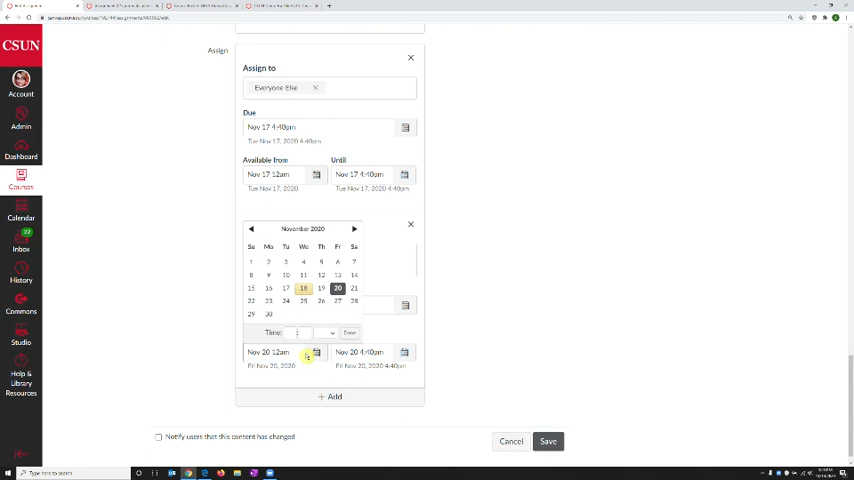 CSUN
Account
Admin
Dashboard
Courses
Calendar
22
Inbox
History
Commons
Studio
Help &
Library
Resources
Assign
Assign to
Everyone Else
Due
Nov 17 4:40pm
Tue Nov 17, 2020 4:40pm
Available from Until
Nov 17 12am Nov 17 4:40pm
Tue Nov 17, 2020 Tue Nov 17, 2020 4:40pm
November 2020
Su Mo Tu We Th Fr Sa
1 2 3 4 5 6 7
8 9 10 11 12 13 14
15 16 17 18 19 20 21
22 23 24 25 26 27 28
29 30
Time: : Done
Nov 20 12am Nov 20 4:40pm
Fri Nov 20, 2020 Fri Nov 20, 2020 4:40pm
+ Add
Notify users that this content has changed
Cancel Save
Type here to search